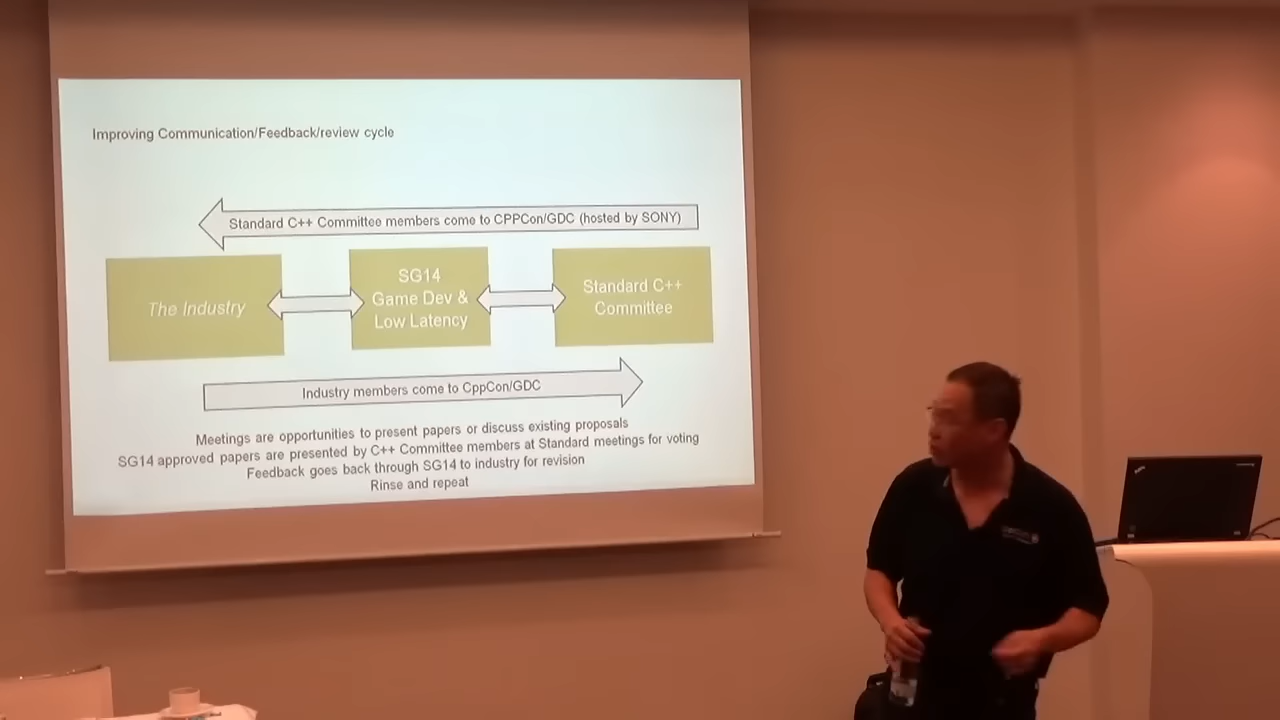 Improving Communication/Feedback/review cycle
Standard C++ Committee members come to CPPCon/GDC (hosted by SONY)
The Industry
SG14
Game Dev &
Low Latency
Standard C++
Committee
Industry members come to CppCon/GDC
Meetings are opportunities to present papers or discuss existing proposals
SG14 approved papers are presented by C++ Committee members at Standard meetings for voting
Feedback goes back through SG14 to industry for revision
Rinse and repeat